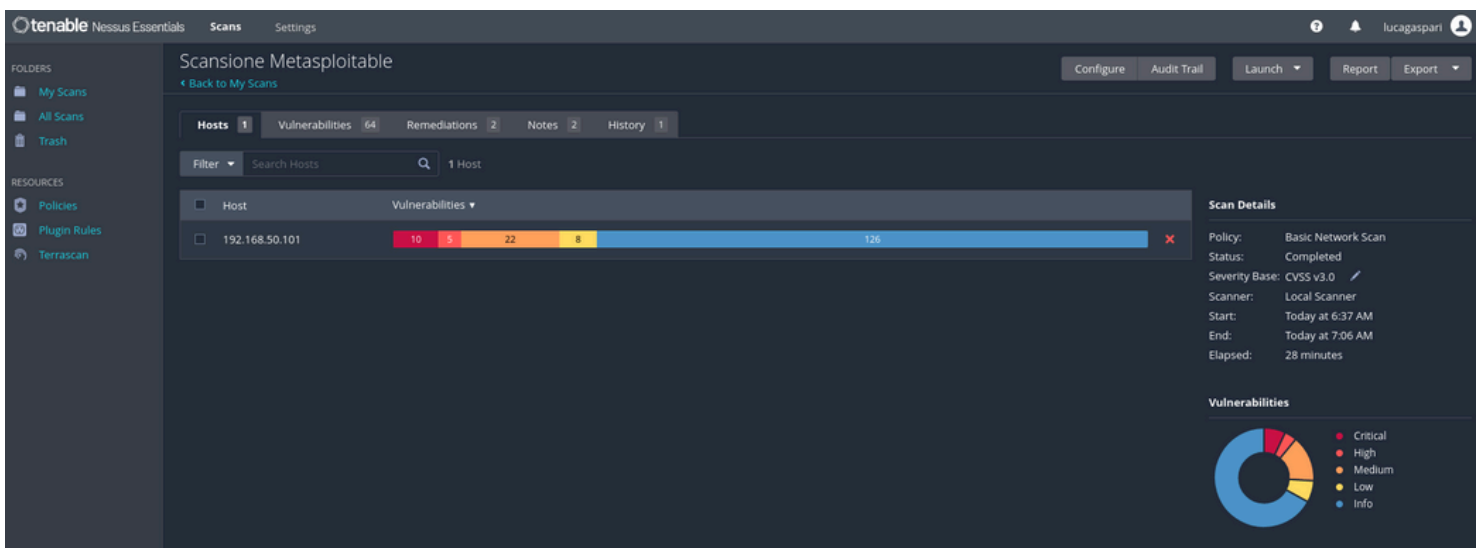 tenable Nessus Essentials Scans Settings lucagaspari
FOLDERS
My Scans
All Scans
Trash
RESOURCES
Policies
Plugin Rules
Terrascan
Scansione Metasploitable
Back to My Scans
Configure Audit Trail Launch Report Export
Hosts 1 Vulnerabilities 64 Remediations 2 Notes 2 History 1
Filter Search Hosts 1 Host
Host Vulnerabilities
192.168.50.101 10 5 22 8 126
Scan Details
Policy: Basic Network Scan
Status: Completed
Severity Base: CVSS v3.0
Scanner: Local Scanner
Start: Today at 6:37 AM
End: Today at 7:06 AM
Elapsed: 28 minutes
Vulnerabilities
Critical
High
Medium
Low
Info